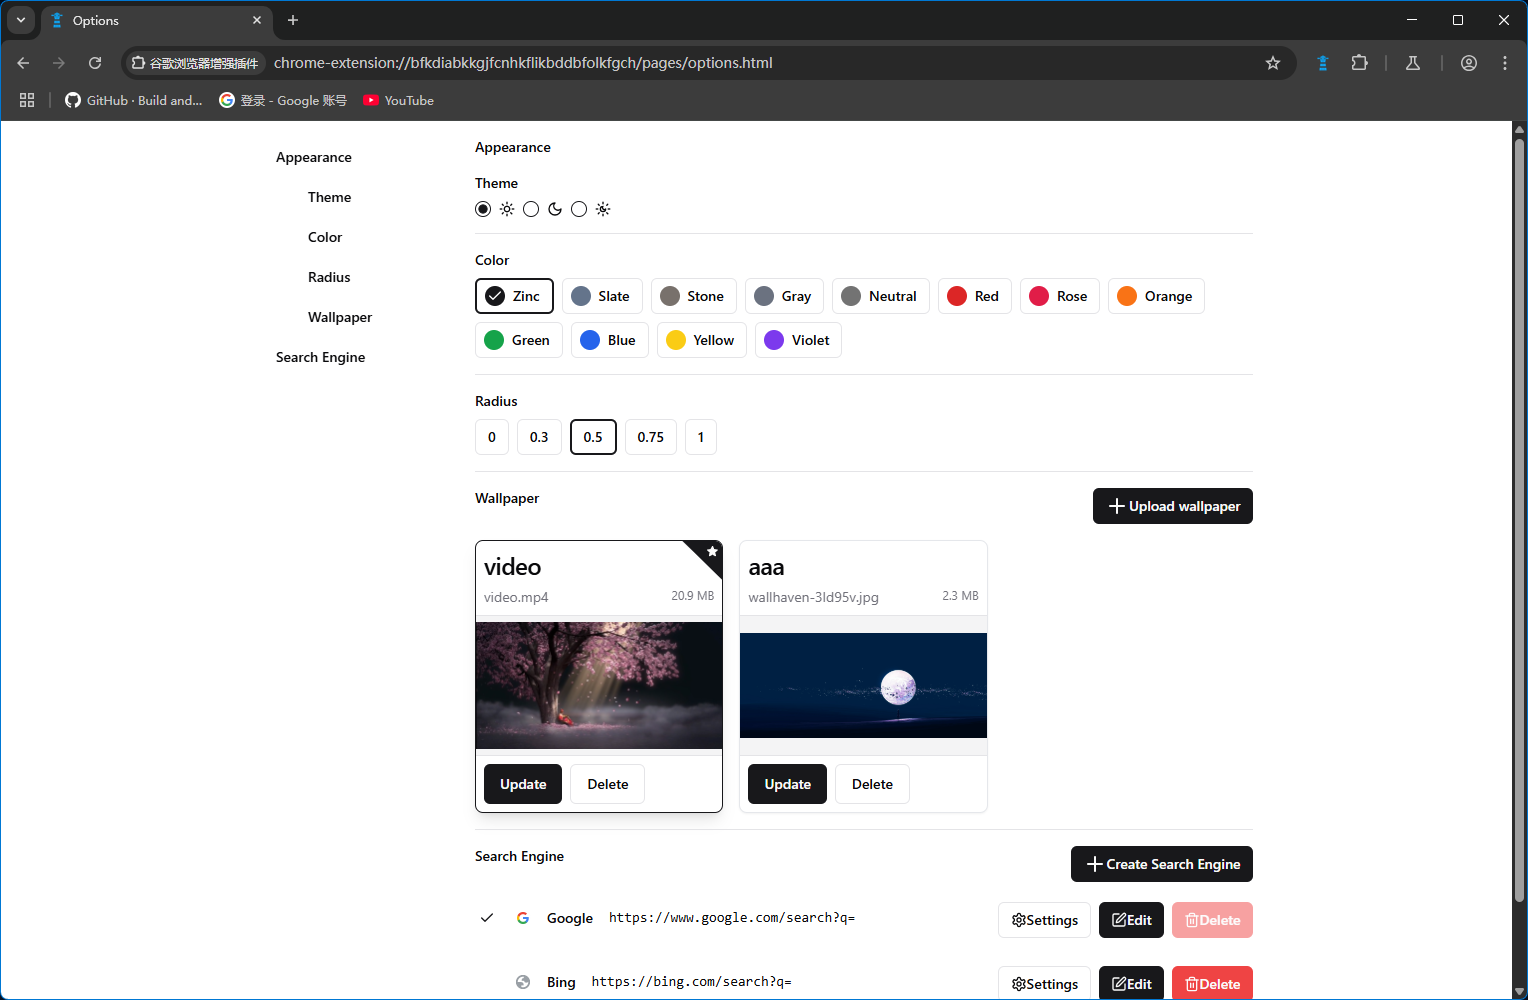 Options
谷歌浏览器增强插件 chrome-extension://bfkdiabkkgjfcnhkflikbddbfolkfgch/pages/options.html
GitHub · Build and... 登录 - Google 账号 YouTube
Appearance
Theme
Color
Radius
Wallpaper
Search Engine
Appearance
Theme
Color
Zinc Slate Stone Gray Neutral Red Rose Orange
Green Blue Yellow Violet
Radius
0 0.3 0.5 0.75 1
Wallpaper Upload wallpaper
video aaa
video.mp4 20.9 MB wallhaven-3ld95v.jpg 2.3 MB
Update Delete Update Delete
Search Engine Create Search Engine
Google https://www.google.com/search?q= Settings Edit Delete
Bing https://bing.com/search?q= Settings Edit Delete